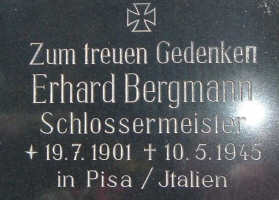 Zum treuen Gedenken
Erhard Bergmann
Schlossermeister
+ 19.7.1901 † 10.5.1945
in Pisa / Jtalien